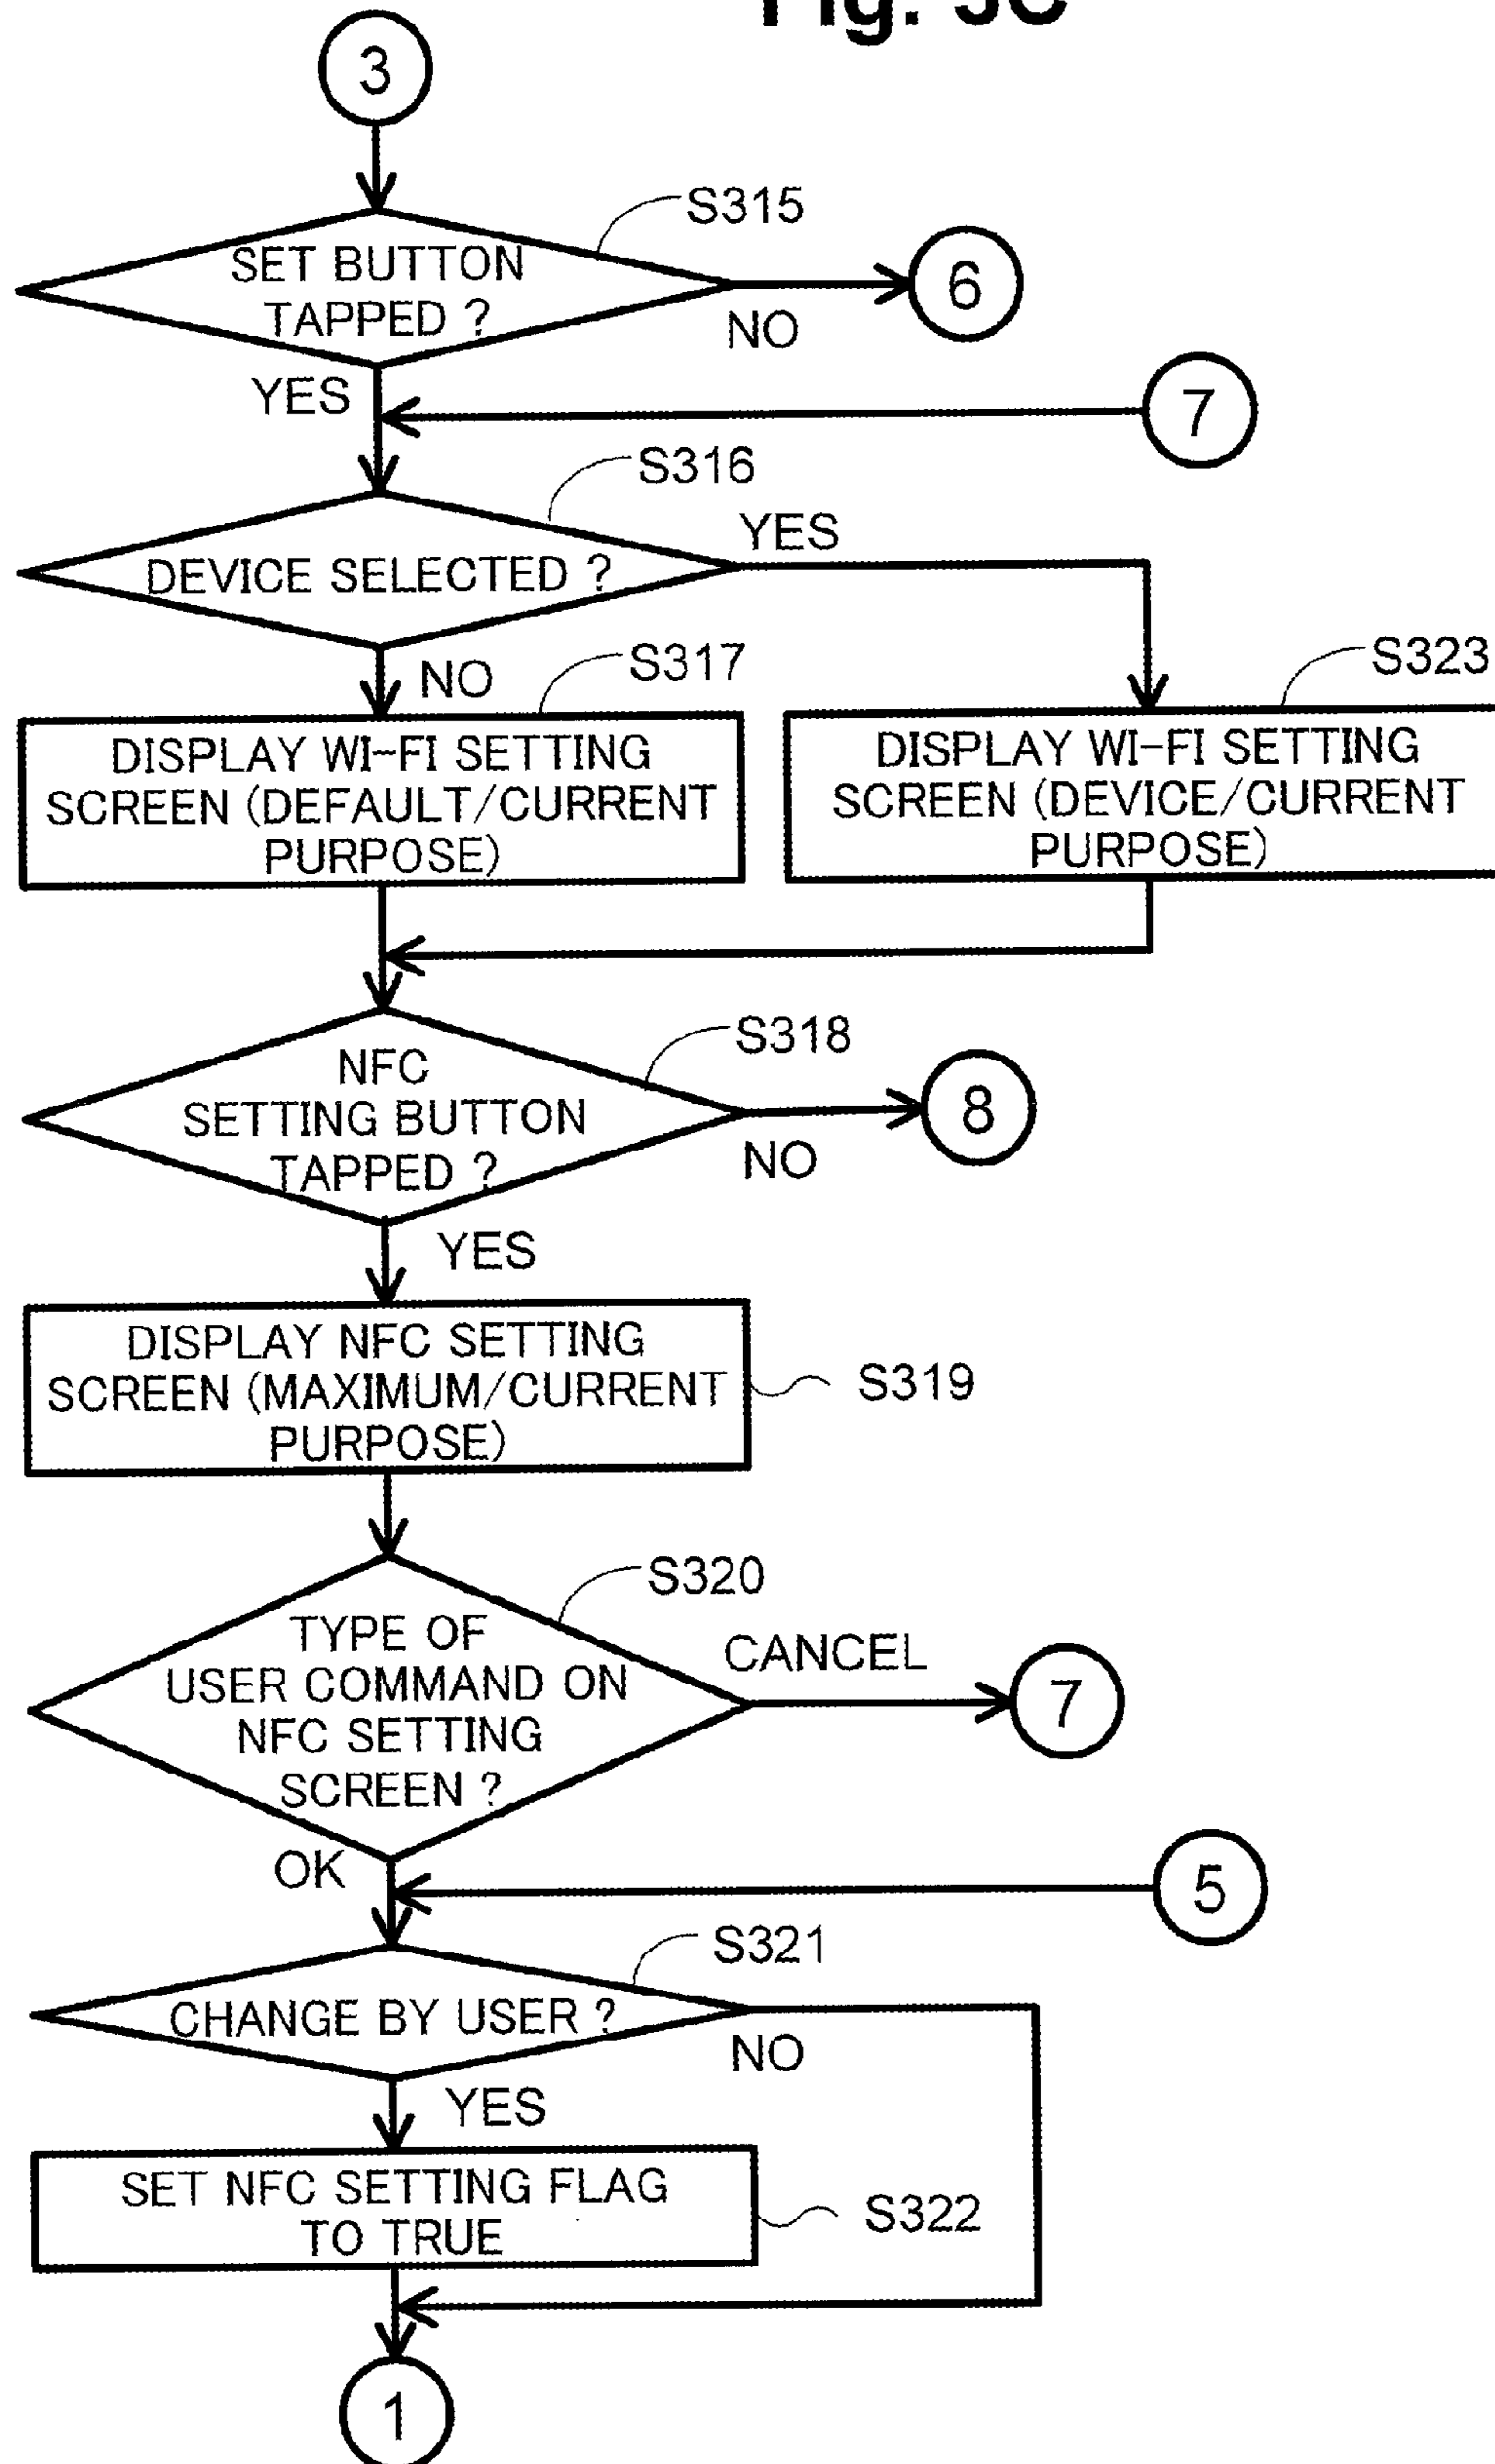 Fig. 3C
3
S315
SET BUTTON
TAPPED ?
6
NO
YES
7
S316
YES
DEVICE SELECTED ?
NO
S317
S323
DISPLAY WI-FI SETTING
SCREEN (DEFAULT/CURRENT
PURPOSE)
DISPLAY WI-FI SETTING
SCREEN (DEVICE/CURRENT
PURPOSE)
S318
NFC
SETTING BUTTON
TAPPED ?
8
NO
YES
DISPLAY NFC SETTING
SCREEN (MAXIMUM/CURRENT
PURPOSE)
S319
S320
TYPE OF
USER COMMAND ON
NFC SETTING
SCREEN ?
CANCEL
7
OK
5
S321
CHANGE BY USER ?
NO
YES
SET NFC SETTING FLAG
TO TRUE
S322
1